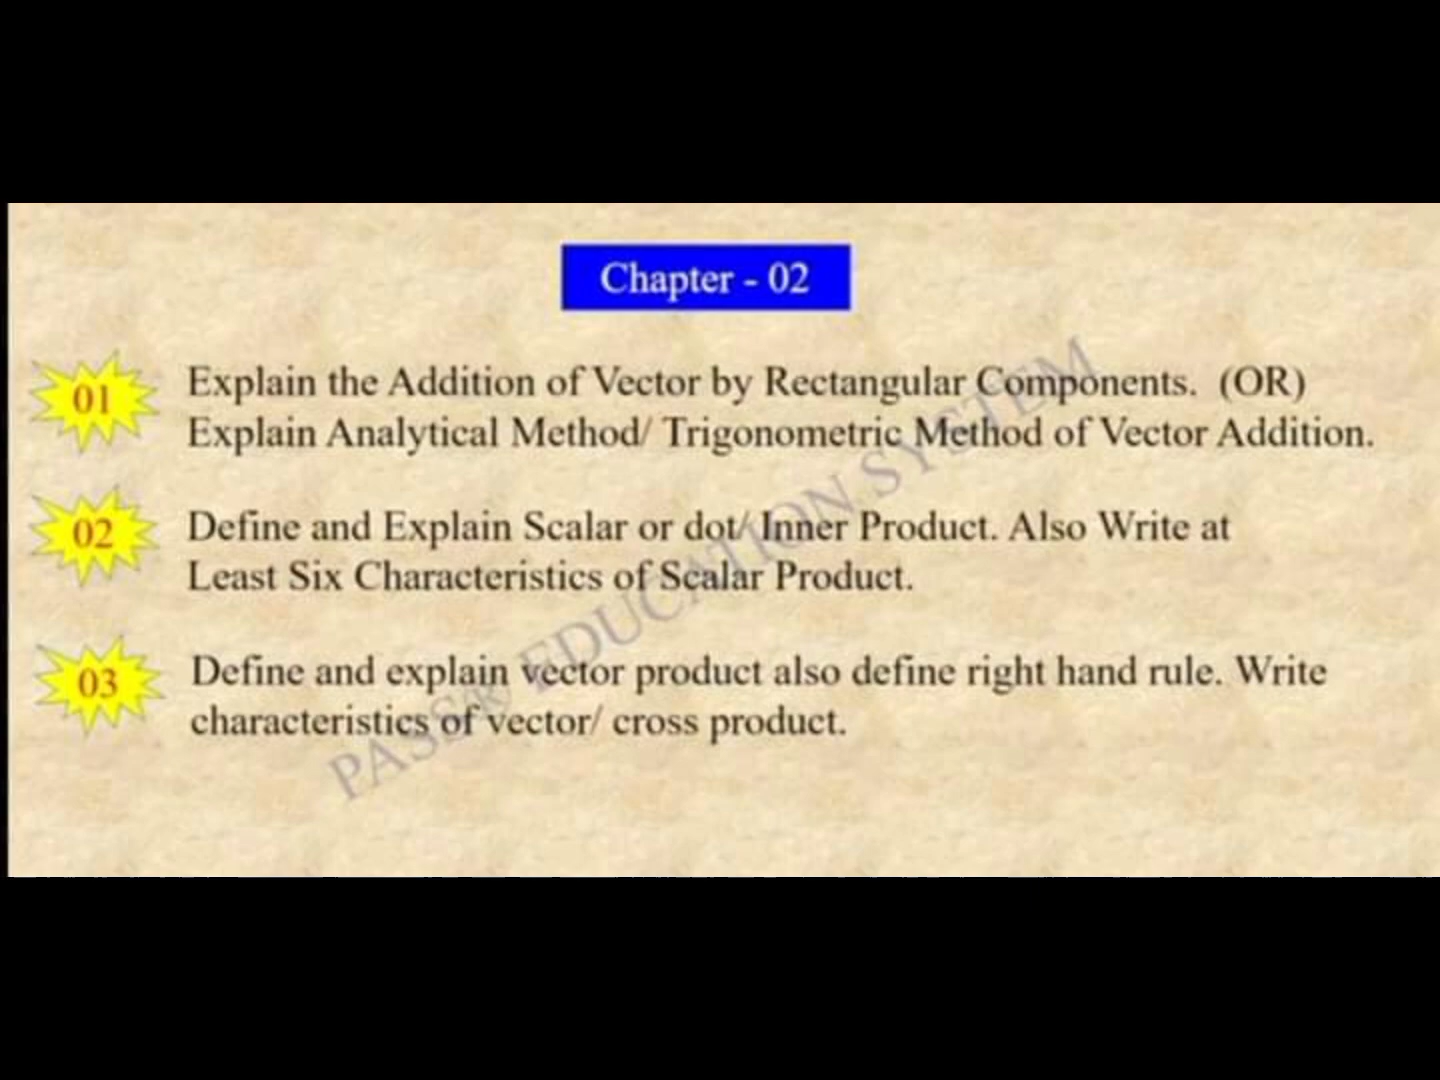 Chapter - 02
01
Explain the Addition of Vector by Rectangular Components. (OR)
Explain Analytical Method/ Trigonometric Method of Vector Addition.
02
Define and Explain Scalar or dot/ Inner Product. Also Write at
Least Six Characteristics of Scalar Product.
03
Define and explain vector product also define right hand rule. Write
characteristics of vector/ cross product.
EDUCATION SYSTEM